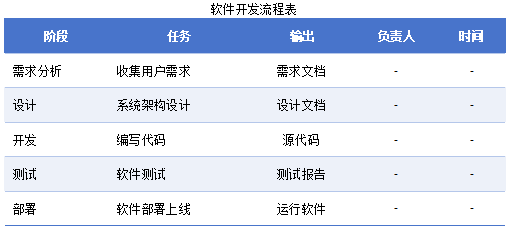 软件开发流程表
阶段 任务 输出 负责人 时间
需求分析 收集用户需求 需求文档 - -
设计 系统架构设计 设计文档 - -
开发 编写代码 源代码 - -
测试 软件测试 测试报告 - -
部署 软件部署上线 运行软件 - -